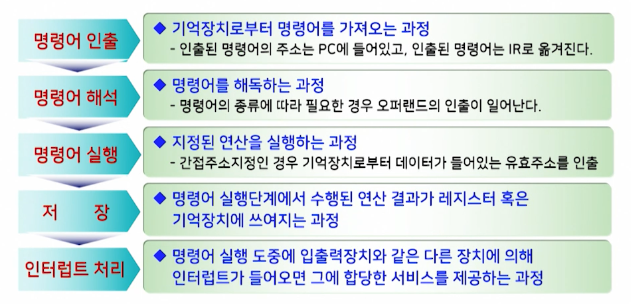 명령어 인출
◆ 기억장치로부터 명령어를 가져오는 과정
- 인출된 명령어의 주소는 PC에 들어있고, 인출된 명령어는 IR로 옮겨진다.
명령어 해석
◆ 명령어를 해독하는 과정
- 명령어의 종류에 따라 필요한 경우 오퍼랜드의 인출이 일어난다.
명령어 실행
◆ 지정된 연산을 실행하는 과정
- 간접주소지정인 경우 기억장치로부터 데이터가 들어있는 유효주소를 인출
저 장
◆ 명령어 실행단계에서 수행된 연산 결과가 레지스터 혹은
기억장치에 쓰여지는 과정
인터럽트 처리
◆ 명령어 실행 도중에 입출력장치와 같은 다른 장치에 의해
인터럽트가 들어오면 그에 합당한 서비스를 제공하는 과정